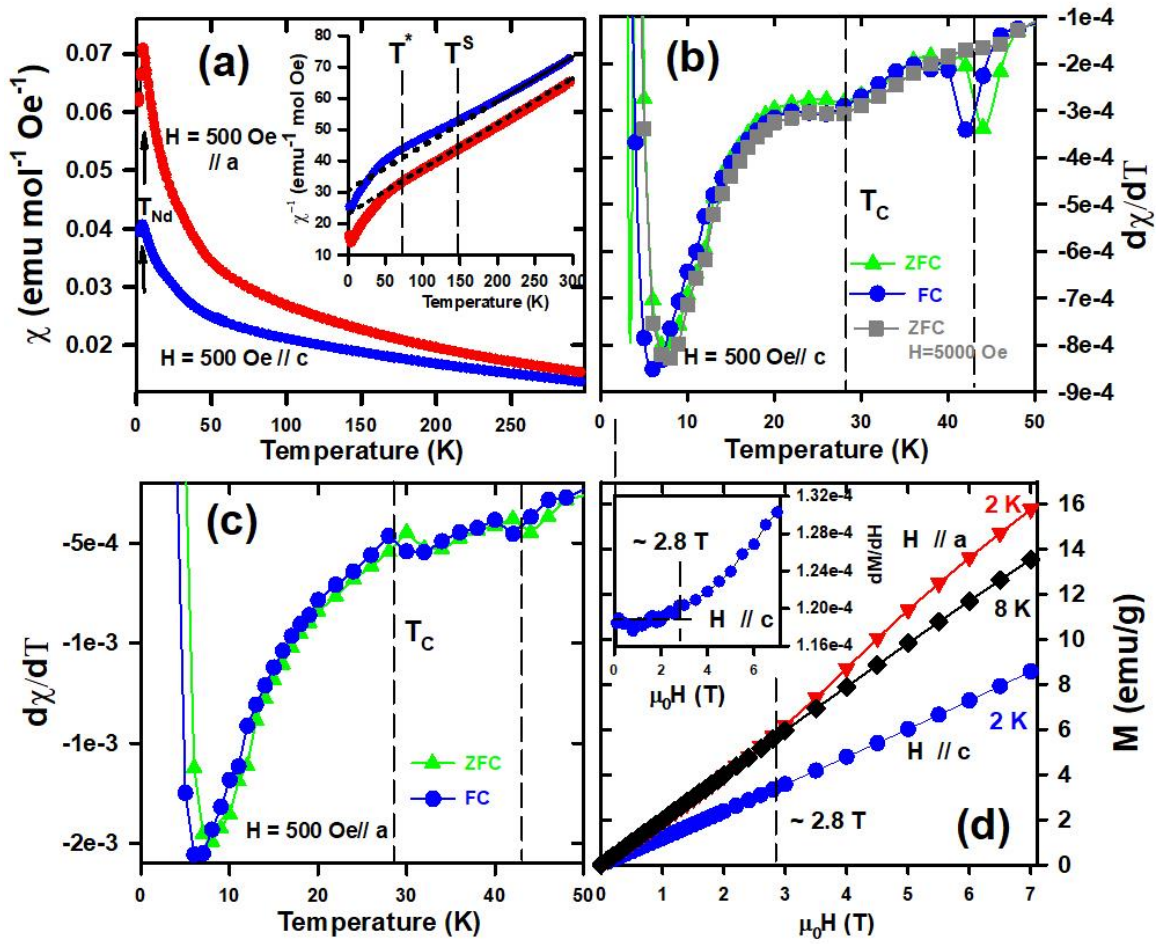 (a)
χ (emu mol⁻¹ Oe⁻¹)
0.07
0.06
0.05
0.04
0.03
0.02
H = 500 Oe
// a
T_Nd
H = 500 Oe// c
0 50 100 150 200 250
Temperature (K)
T* T^S
χ⁻¹ (emu⁻¹ mol Oe)
80
70
60
50
40
30
20
10
0 50 100 150 200 250 300
Temperature (K)
(b)
-1e-4
-2e-4
-3e-4
-4e-4
-5e-4
-6e-4
-7e-4
-8e-4
-9e-4
dχ/dT
T_C
ZFC
FC
ZFC
H=5000 Oe
H = 500 Oe// c
0 10 20 30 40 50
Temperature (K)
(c)
dχ/dT
-5e-4
-1e-3
-1e-3
-2e-3
T_C
ZFC
FC
H = 500 Oe// a
0 10 20 30 40 50
Temperature (K)
1.32e-4
1.28e-4
1.24e-4
1.20e-4
1.16e-4
dM/dH
~ 2.8 T
H // c
0 2 4 6
μ₀H (T)
2 K
H // a
8 K
2 K
H // c
~ 2.8 T
(d)
16
14
12
10
8
6
4
2
0
M (emu/g)
0 1 2 3 4 5 6 7
μ₀H (T)